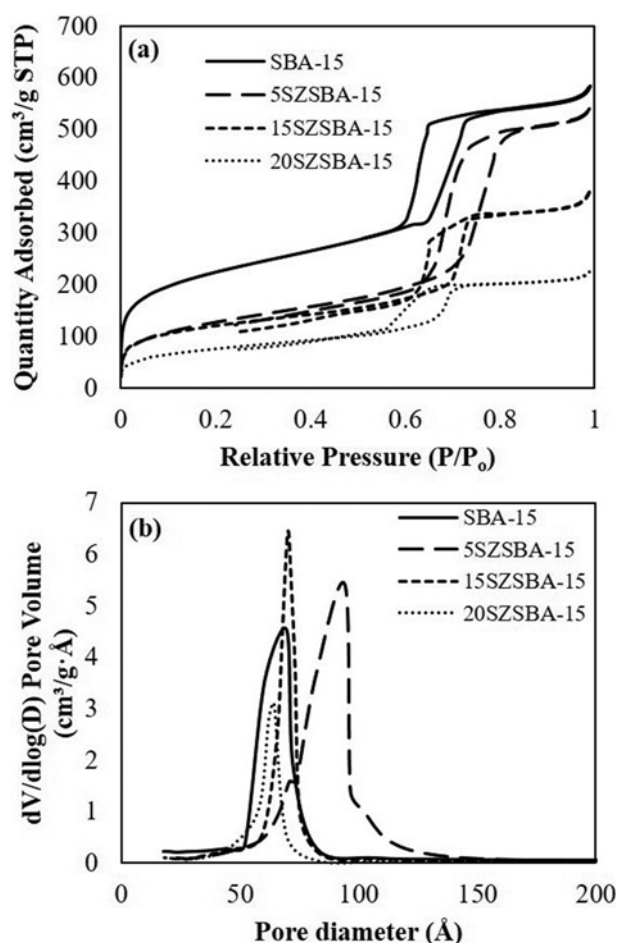 (a)
SBA-15
5SZSBA-15
15SZSBA-15
20SZSBA-15
Quantity Adsorbed (cm³/g STP)
700
600
500
400
300
200
100
0
0
0.2
0.4
0.6
0.8
1
Relative Pressure (P/Pₒ)
(b)
SBA-15
5SZSBA-15
15SZSBA-15
20SZSBA-15
dV/dlog(D) Pore Volume
(cm³/g·Å)
7
6
5
4
3
2
1
0
0
50
100
150
200
Pore diameter (Å)